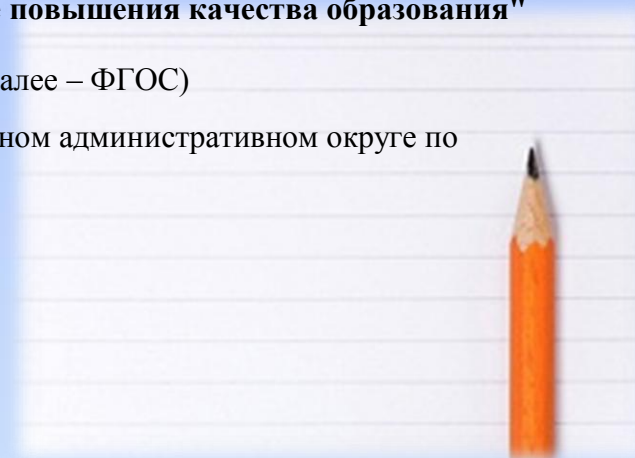 повышения качества образования"
алее – ФГОС)
ном административном округе по